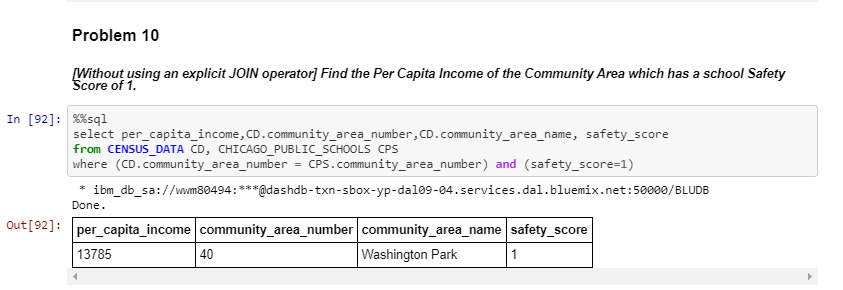 Problem 10
[Without using an explicit JOIN operator] Find the Per Capita Income of the Community Area which has a school Safety
Score of 1.
In [92]: %%sql
select per_capita_income,CD.community_area_number,CD.community_area_name, safety_score
from CENSUS_DATA CD, CHICAGO_PUBLIC_SCHOOLS CPS
where (CD.community_area_number = CPS.community_area_number) and (safety_score=1)
* ibm_db_sa://wwm80494:***@dashdb-txn-sbox-yp-dal09-04.services.dal.bluemix.net:50000/BLUDB
Done.
Out[92]: per_capita_income community_area_number community_area_name safety_score
13785 40 Washington Park 1